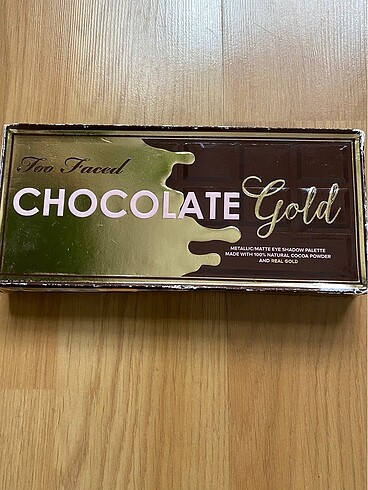 Too Faced
CHOCOLATE Gold
METALLIC/MATTE EYE SHADOW PALETTE
MADE WITH 100% NATURAL COCOA POWDER
AND REAL GOLD